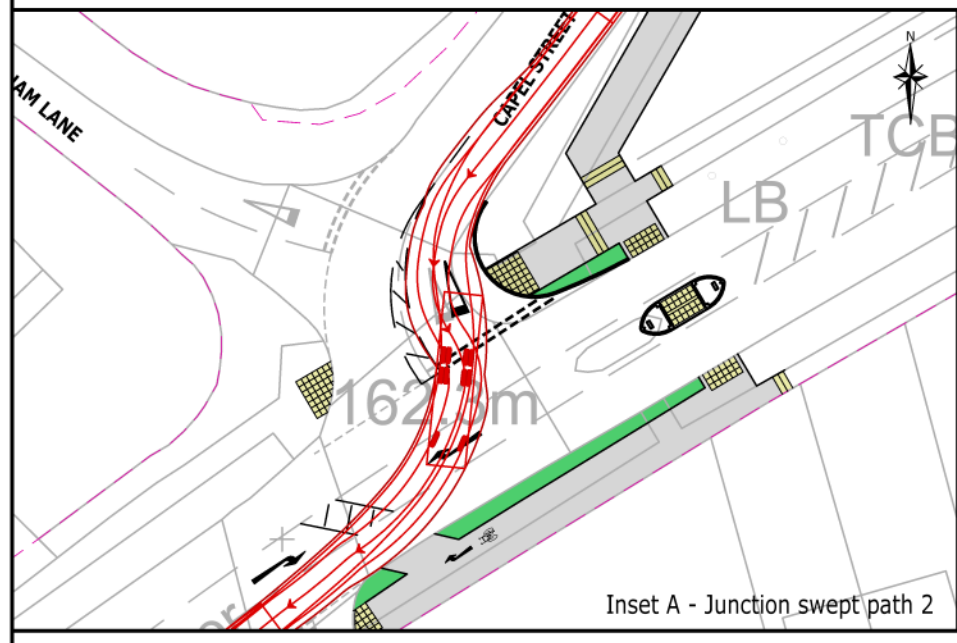 N
CAPEL STREET
HAM LANE
TCB
LB
162.3m
Inset A - Junction swept path 2